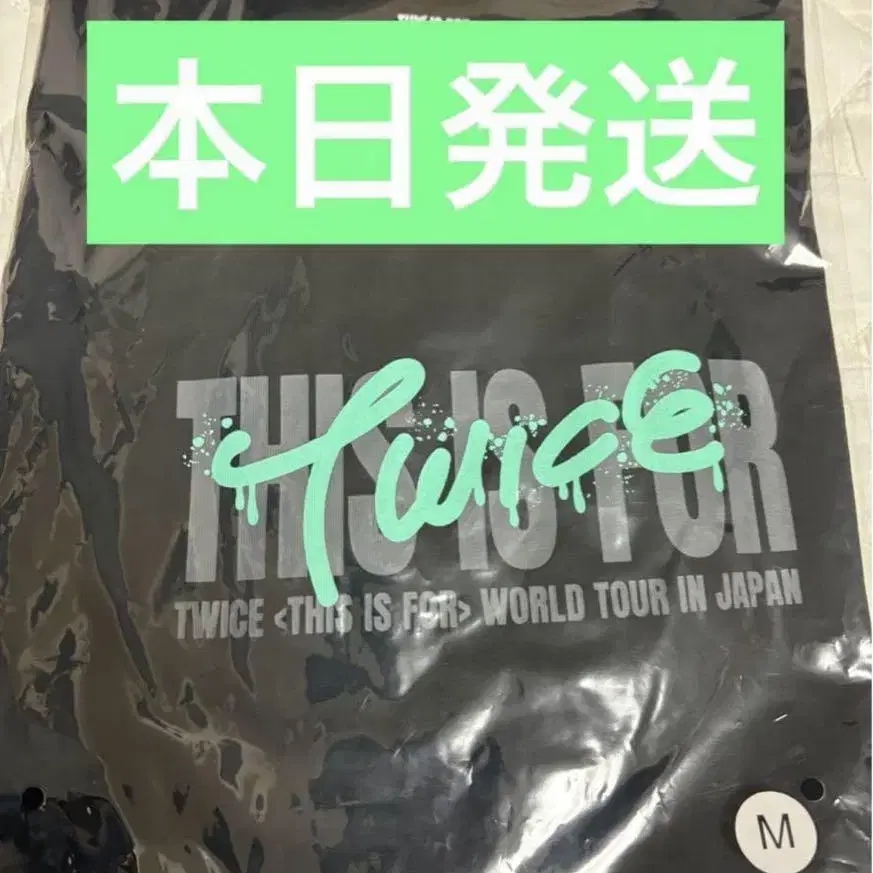 本日発送
THIS IS FOR
TWICE
TWICE <THIS IS FOR> WORLD TOUR IN JAPAN
M